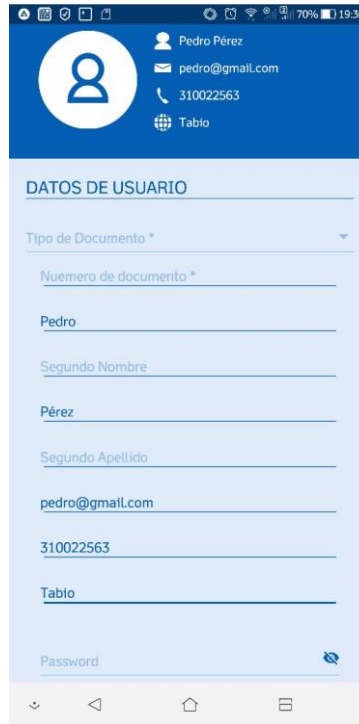 70% 19:3
Pedro Pérez
pedro@gmail.com
310022563
Tabio
DATOS DE USUARIO
Tipo de Documento *
Nuemero de documento *
Pedro
Segundo Nombre
Pérez
Segundo Apellido
pedro@gmail.com
310022563
Tabio
Password